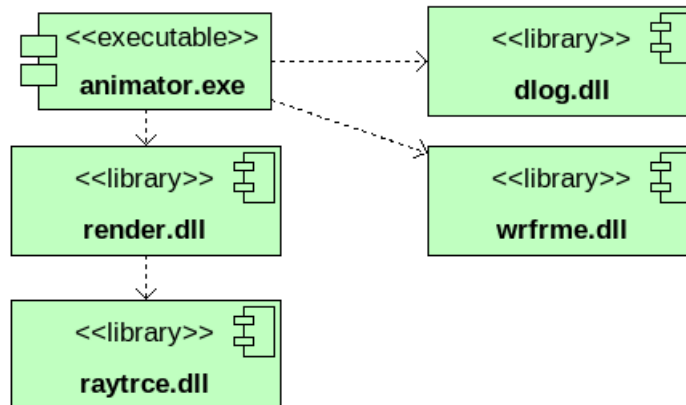 <<executable>>
animator.exe
<<library>>
dlog.dll
<<library>>
render.dll
<<library>>
wrfrme.dll
<<library>>
raytrce.dll